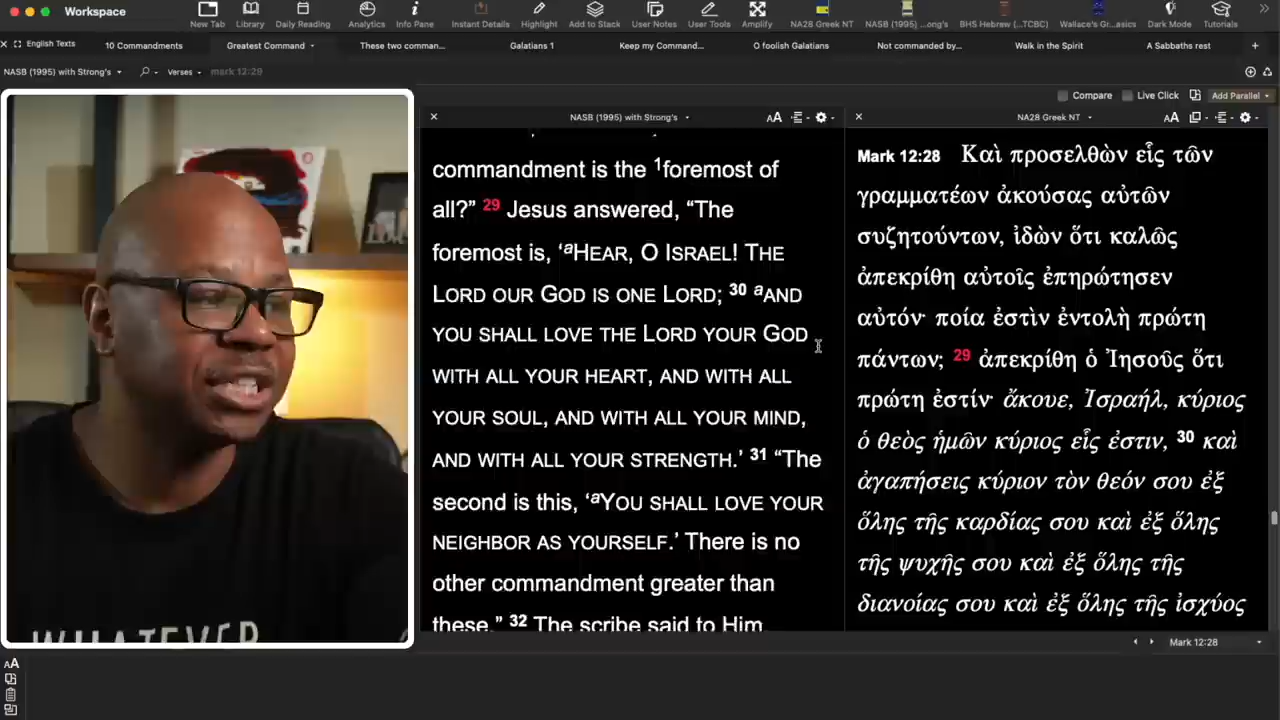 Workspace
New Tab Library Daily Reading Analytics Info Pane Instant Details Highlight Add to Stack User Notes User Tools Amplify NA28 Greek NT NASB (1995) ...ong's BHS Hebrew (...TCBC) Wallace's Gr...asics Dark Mode Tutorials
English Texts 10 Commandments Greatest Command These two comman... Galatians 1 Keep my Command... O foolish Galatians Not commanded by... Walk in the Spirit A Sabbaths rest
NASB (1995) with Strong's Verses mark 12:29
Compare Live Click Add Parallel
NASB (1995) with Strong's
commandment is the 1foremost of
all?” 29 Jesus answered, “The
foremost is, ‘aHEAR, O ISRAEL! THE
LORD OUR GOD IS ONE LORD; 30 aAND
YOU SHALL LOVE THE LORD YOUR GOD
WITH ALL YOUR HEART, AND WITH ALL
YOUR SOUL, AND WITH ALL YOUR MIND,
AND WITH ALL YOUR STRENGTH.’ 31 “The
second is this, ‘aYOU SHALL LOVE YOUR
NEIGHBOR AS YOURSELF.’ There is no
other commandment greater than
these.” 32 The scribe said to Him,
NA28 Greek NT
Mark 12:28 Καὶ προσελθὼν εἷς τῶν
γραμματέων ἀκούσας αὐτῶν
συζητούντων, ἰδὼν ὅτι καλῶς
ἀπεκρίθη αὐτοῖς ἐπηρώτησεν
αὐτόν· ποία ἐστὶν ἐντολὴ πρώτη
πάντων; 29 ἀπεκρίθη ὁ Ἰησοῦς ὅτι
πρώτη ἐστίν· ἄκουε, Ἰσραήλ, κύριος
ὁ θεὸς ἡμῶν κύριος εἷς ἐστιν, 30 καὶ
ἀγαπήσεις κύριον τὸν θεόν σου ἐξ
ὅλης τῆς καρδίας σου καὶ ἐξ ὅλης
τῆς ψυχῆς σου καὶ ἐξ ὅλης τῆς
διανοίας σου καὶ ἐξ ὅλης τῆς ἰσχύος
Mark 12:28
WHATEVER